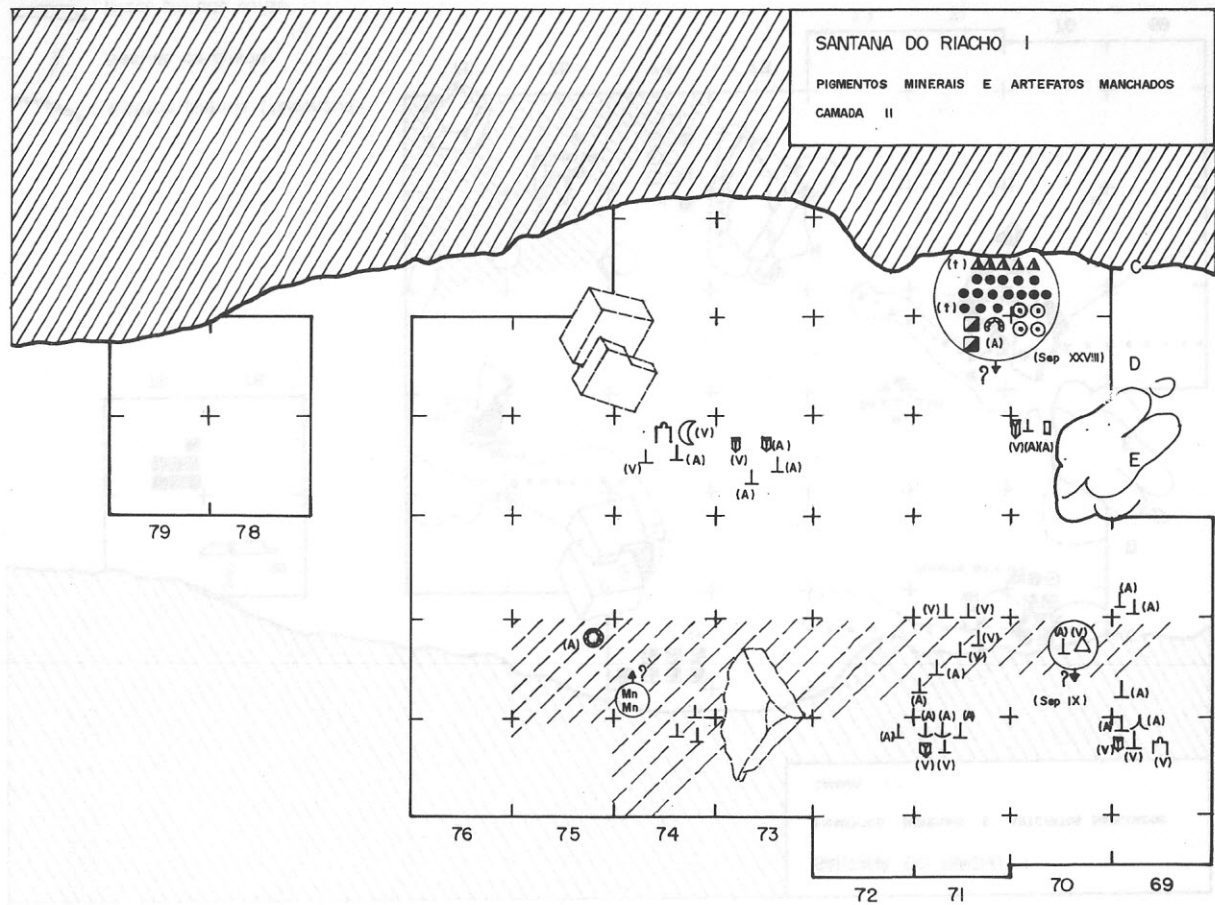 SANTANA DO RIACHO I
PIGMENTOS MINERAIS E ARTEFATOS MANCHADOS
CAMADA II
(t)
C
(t)
(A)
(Sep XXVIII)
?
D
(V)
(V) (A)
(V) (A)
(A)
(A)
(V)(A)(A)
E
79 78
(A)
(A)
(V) (V)
(A) (V)
(V)
(A)
(V)
?
(A)
Mn
Mn
(A)
?
(Sep IX)
(A)
(A) (A) (A)
(A)
(A)
(A)
(V) (V)
(V)
(V)
(V)
76 75 74 73
72 71 70 69